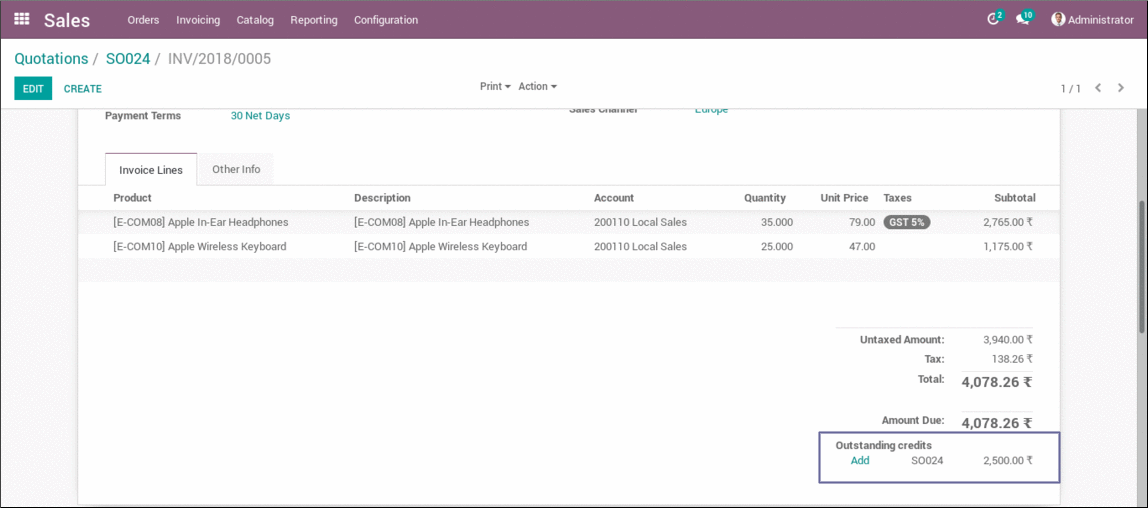 Sales Orders Invoicing Catalog Reporting Configuration 2 10 Administrator
Quotations / SO024 / INV/2018/0005
EDIT CREATE Print Action 1 / 1
Payment Terms 30 Net Days Sales Channel Europe
Invoice Lines Other Info
Product Description Account Quantity Unit Price Taxes Subtotal
[E-COM08] Apple In-Ear Headphones [E-COM08] Apple In-Ear Headphones 200110 Local Sales 35.000 79.00 GST 5% 2,765.00 ₹
[E-COM10] Apple Wireless Keyboard [E-COM10] Apple Wireless Keyboard 200110 Local Sales 25.000 47.00 1,175.00 ₹
Untaxed Amount: 3,940.00 ₹
Tax: 138.26 ₹
Total: 4,078.26 ₹
Amount Due: 4,078.26 ₹
Outstanding credits
Add SO024 2,500.00 ₹